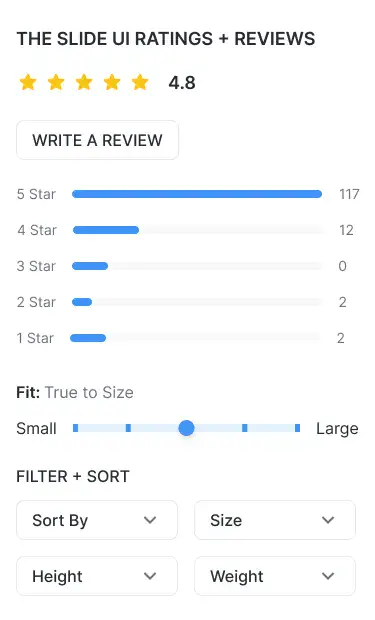 THE SLIDE UI RATINGS + REVIEWS
4.8
WRITE A REVIEW
5 Star 117
4 Star 12
3 Star 0
2 Star 2
1 Star 2
Fit: True to Size
Small Large
FILTER + SORT
Sort By Size
Height Weight